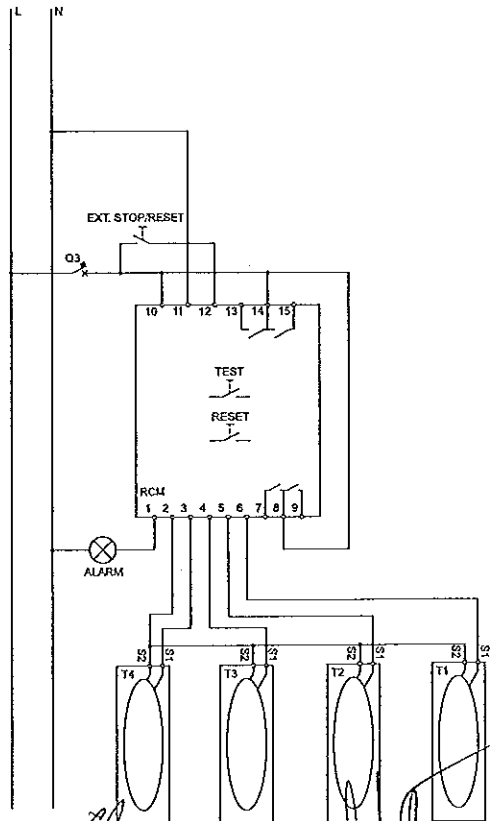 L N
EXT. STOP/RESET
Q3
10 11 12 13 14 15
TEST
RESET
RCM
1 2 3 4 5 6 7 8 9
ALARM
S2 S1 S2 S1 S2 S1 S2 S1
T4 T3 T2 T1